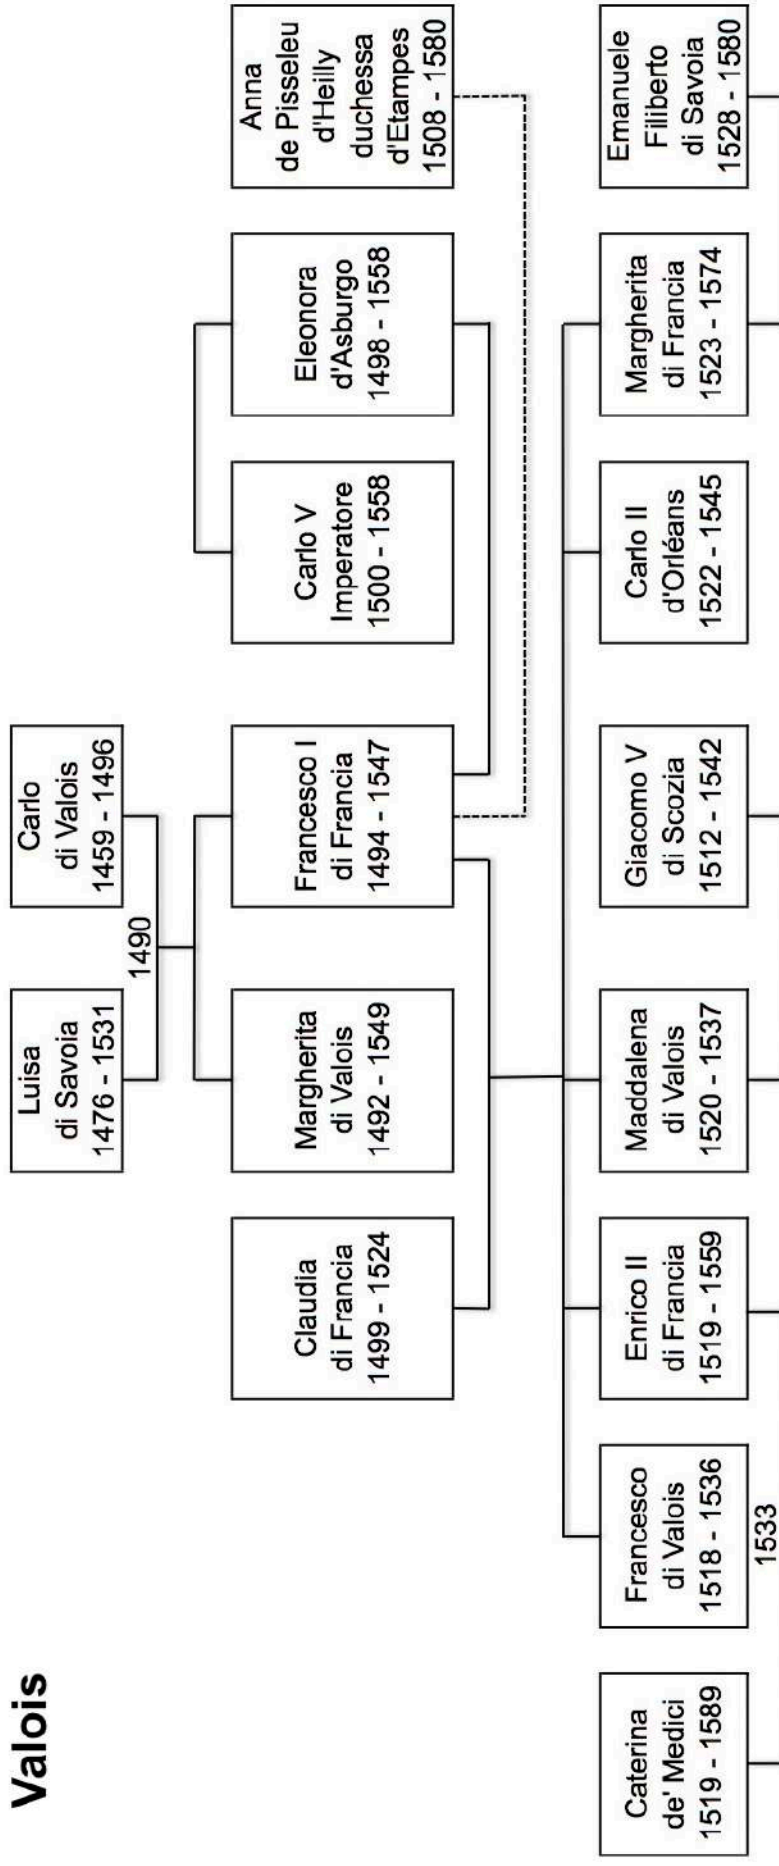 Valois
Luisa
di Savoia
1476 - 1531
Carlo
di Valois
1459 - 1496
1490
Claudia
di Francia
1499 - 1524
Margherita
di Valois
1492 - 1549
Francesco I
di Francia
1494 - 1547
Carlo V
Imperatore
1500 - 1558
Eleonora
d'Asburgo
1498 - 1558
Anna
de Pisseleu
d'Heilly
duchessa
d'Etampes
1508 - 1580
Caterina
de' Medici
1519 - 1589
Francesco
di Valois
1518 - 1536
Enrico II
di Francia
1519 - 1559
Maddalena
di Valois
1520 - 1537
Giacomo V
di Scozia
1512 - 1542
Carlo II
d'Orléans
1522 - 1545
Margherita
di Francia
1523 - 1574
Emanuele
Filiberto
di Savoia
1528 - 1580
1533